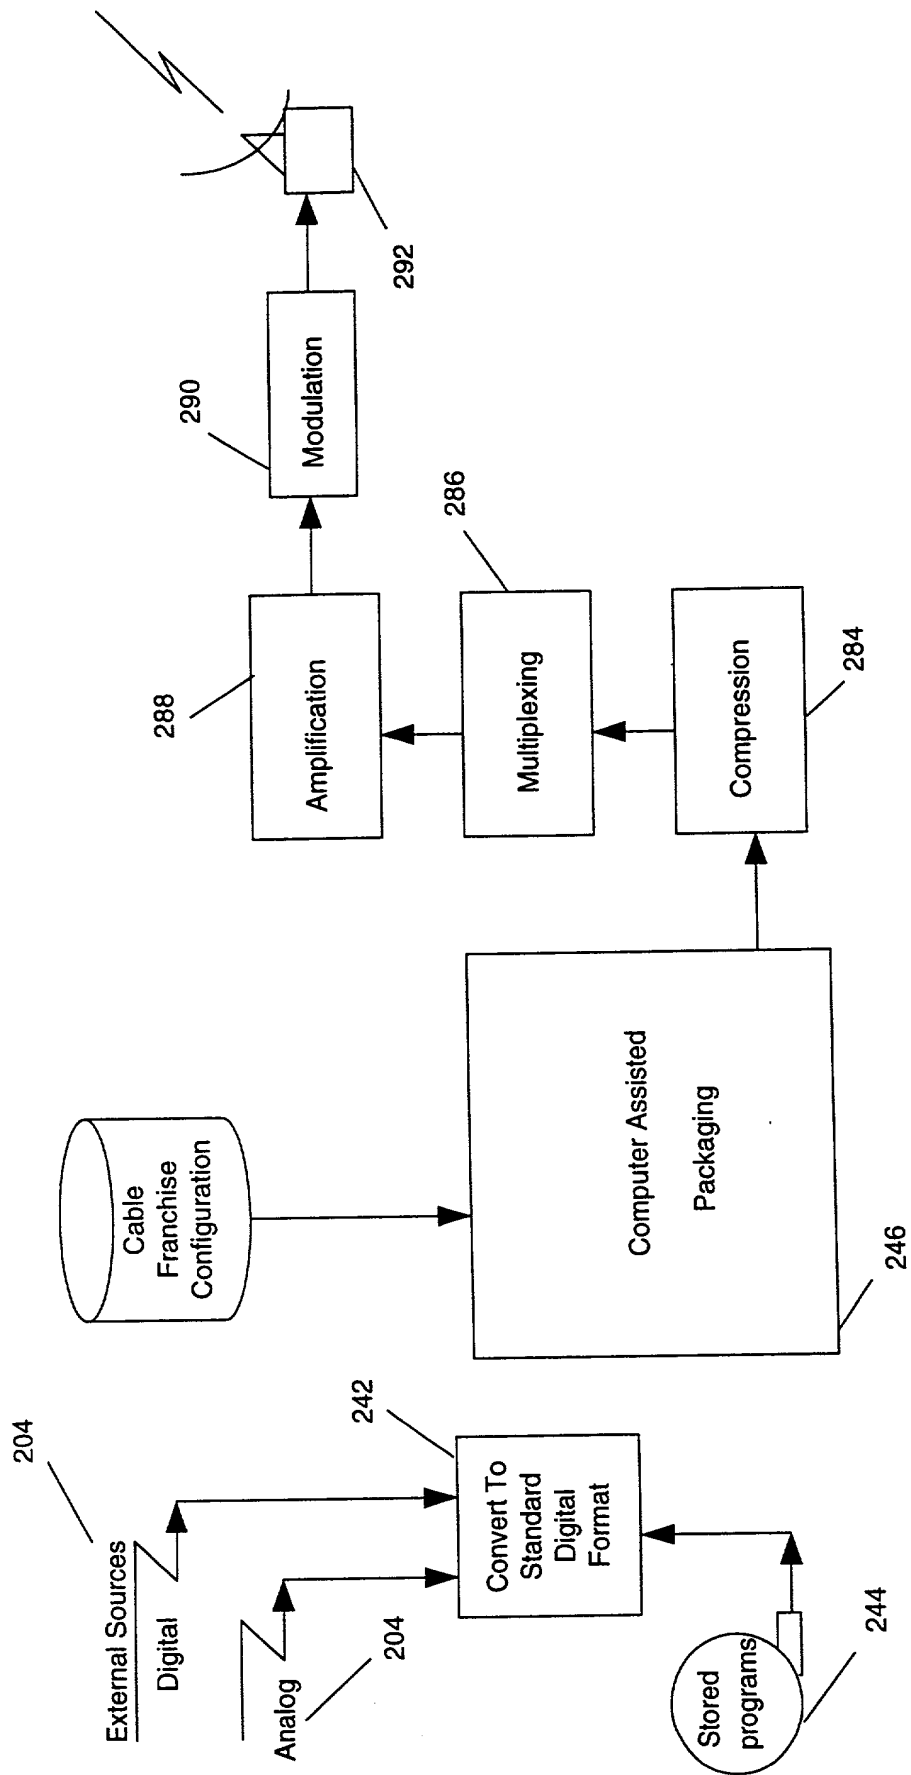 204
External Sources
Digital
Analog
204
242
Convert To
Standard
Digital
Format
Stored
programs
244
Cable
Franchise
Configuration
Computer Assisted
Packaging
246
Compression
284
Multiplexing
286
Amplification
288
Modulation
290
292